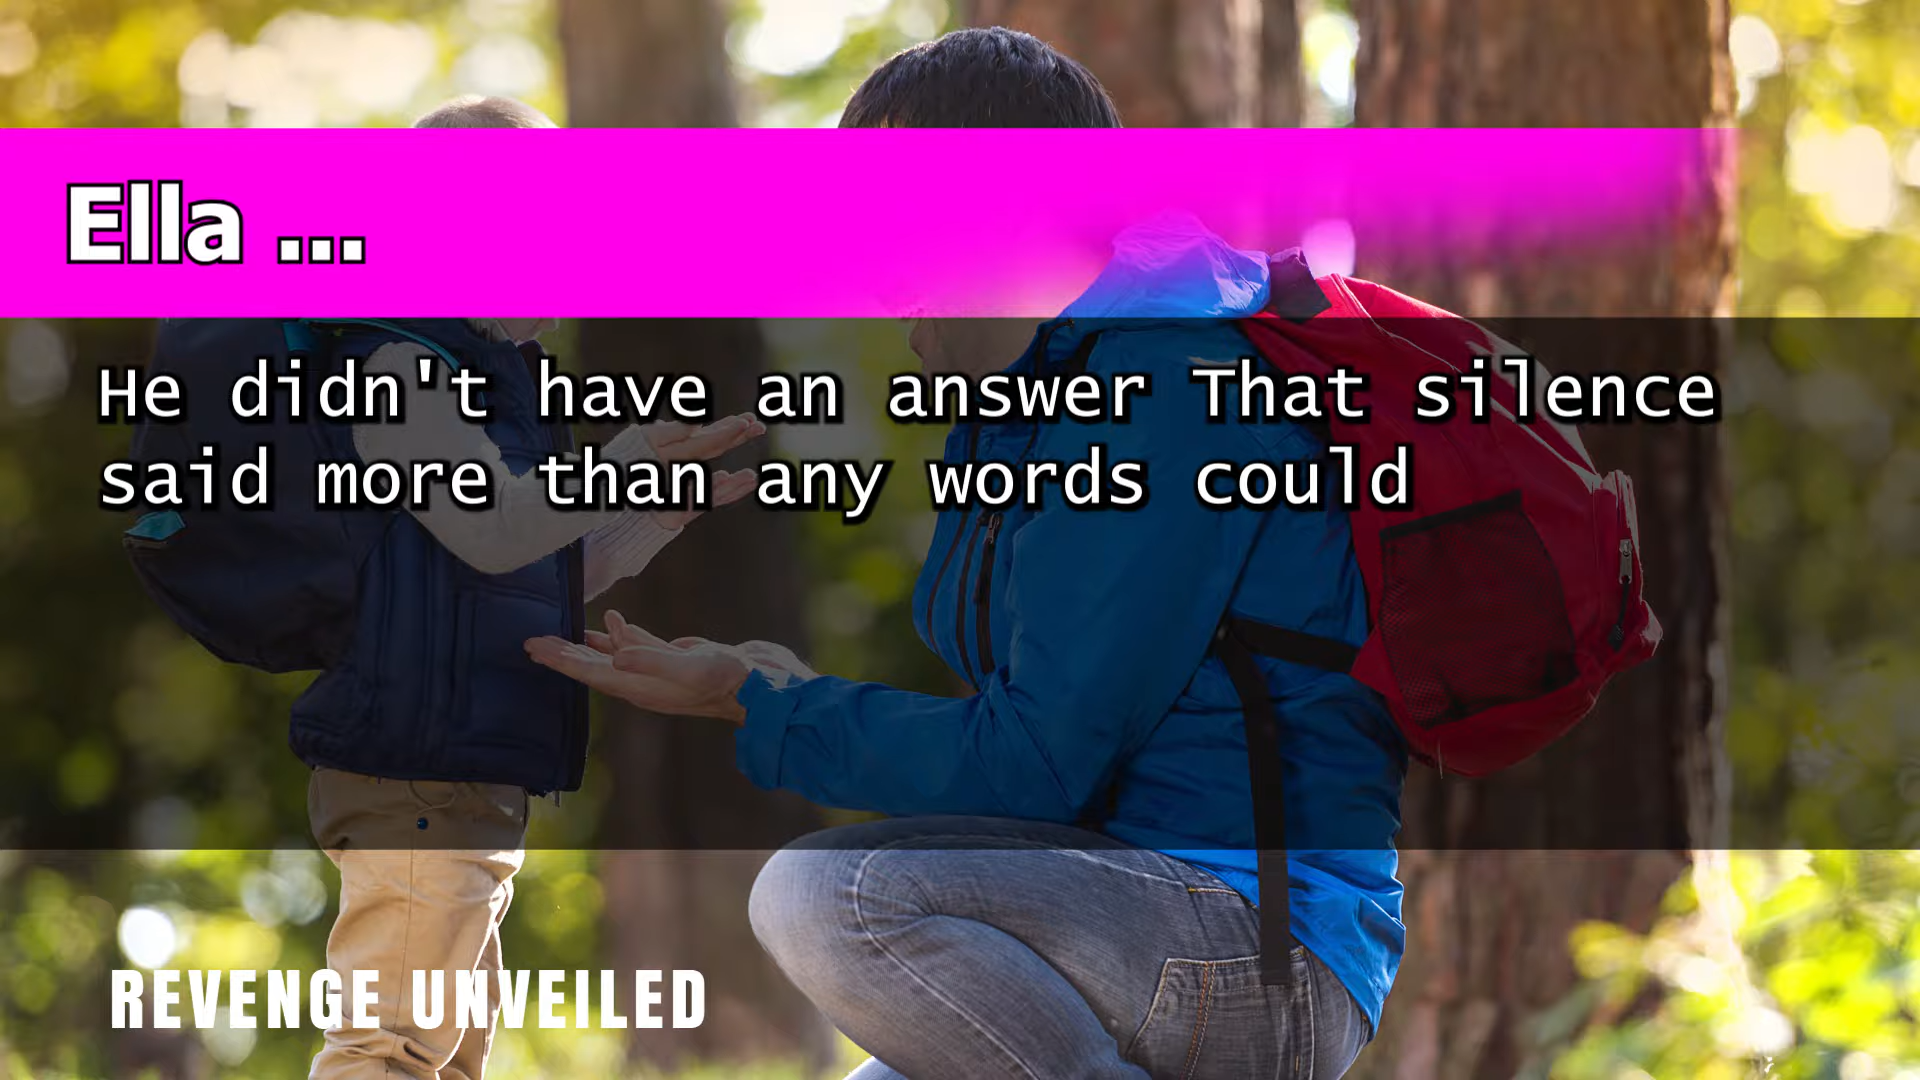 Ella ...
He didn't have an answer That silence
said more than any words could
REVENGE UNVEILED